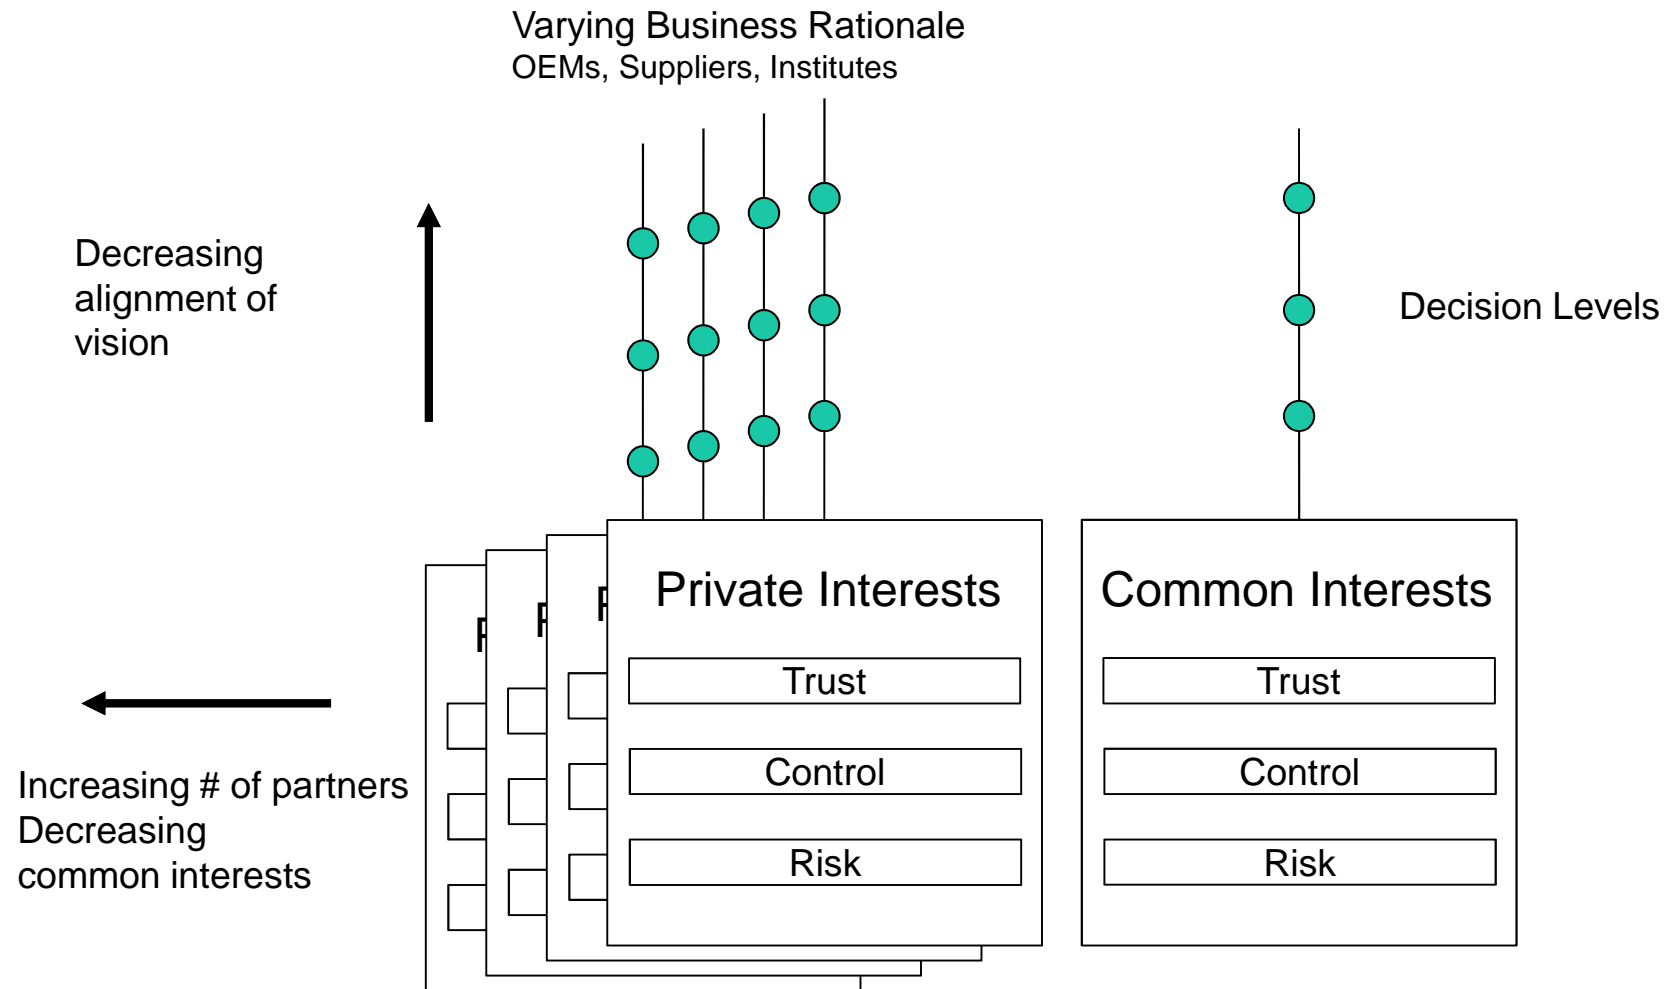 Varying Business Rationale
OEMs, Suppliers, Institutes
Decreasing
alignment of
vision
Decision Levels
Private Interests
Trust
Control
Risk
Common Interests
Trust
Control
Risk
Increasing # of partners
Decreasing
common interests